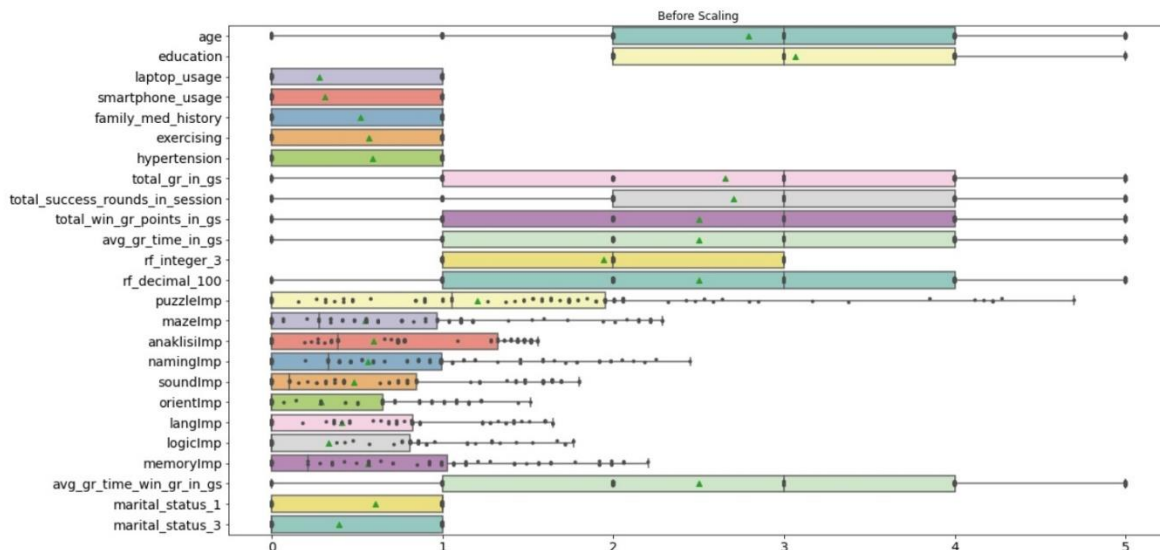 Before Scaling
age
education
laptop_usage
smartphone_usage
family_med_history
exercising
hypertension
total_gr_in_gs
total_success_rounds_in_session
total_win_gr_points_in_gs
avg_gr_time_in_gs
rf_integer_3
rf_decimal_100
puzzleImp
mazeImp
anaklisiImp
namingImp
soundImp
orientImp
langImp
logicImp
memoryImp
avg_gr_time_win_gr_in_gs
marital_status_1
marital_status_3
0 1 2 3 4 5